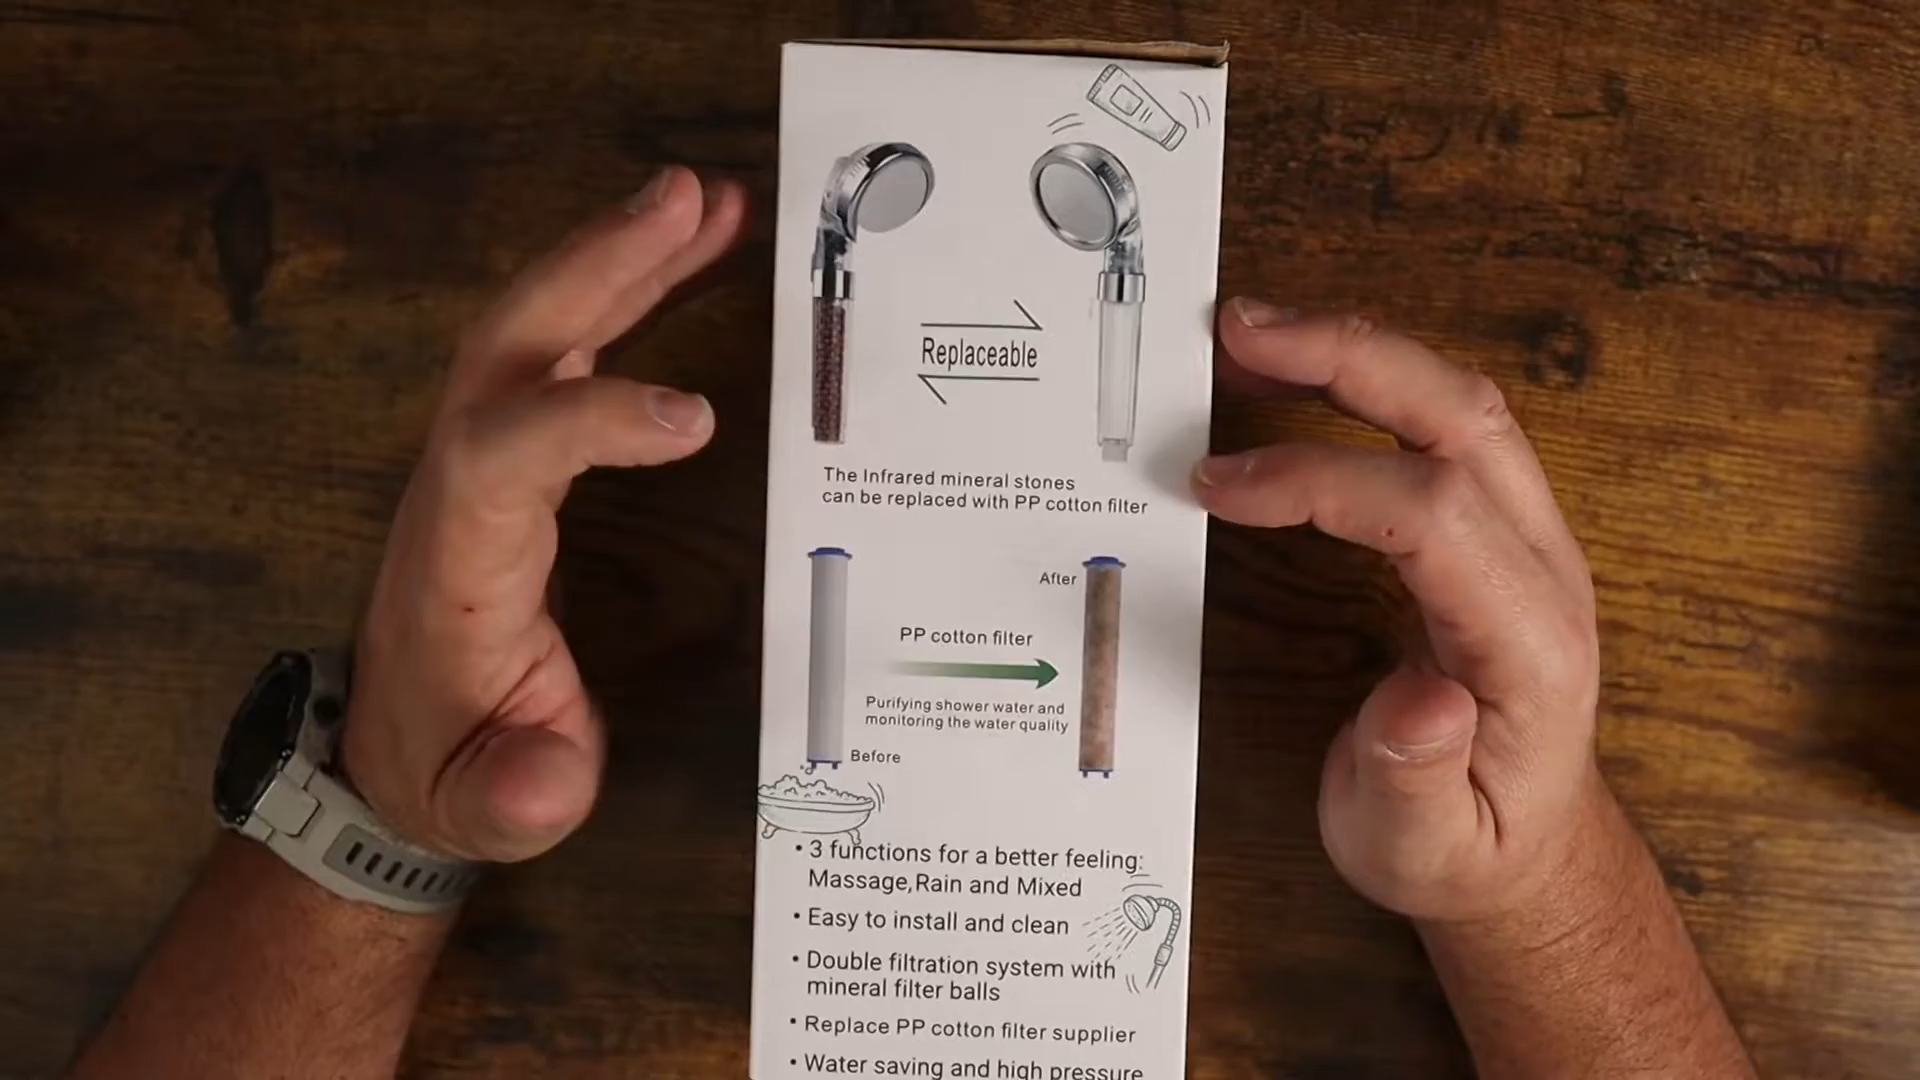 Replaceable
The Infrared mineral stones
can be replaced with PP cotton filter
After
PP cotton filter
Purifying shower water and
monitoring the water quality
Before
• 3 functions for a better feeling:
Massage,Rain and Mixed
• Easy to install and clean
• Double filtration system with
mineral filter balls
• Replace PP cotton filter supplier
• Water saving and high pressure